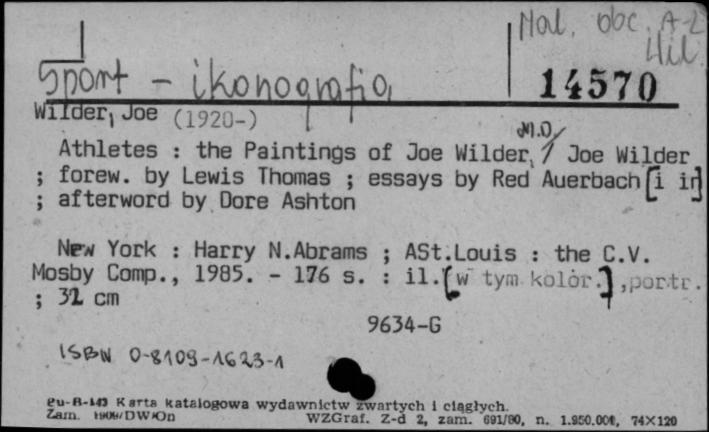 Mal. obc. A-Z
Sport - ikonografia
14570
Wilder, Joe (1920-)
M.D.
Athletes : the Paintings of Joe Wilder, / Joe Wilder
; forew. by Lewis Thomas ; essays by Red Auerbach [i in]
; afterword by Dore Ashton
New York : Harry N.Abrams ; ASt.Louis : the C.V.
Mosby Comp., 1985. - 176 s. : il.[w tym kolor.],portr.
; 32 cm
9634-G
ISBN 0-8109-1623-1
Pu-B-143 Karta katalogowa wydawnictw zwartych i ciągłych.
Zam. WZGraf. Z-d 2, zam. 691/80, n. 1.950.000, 74X120